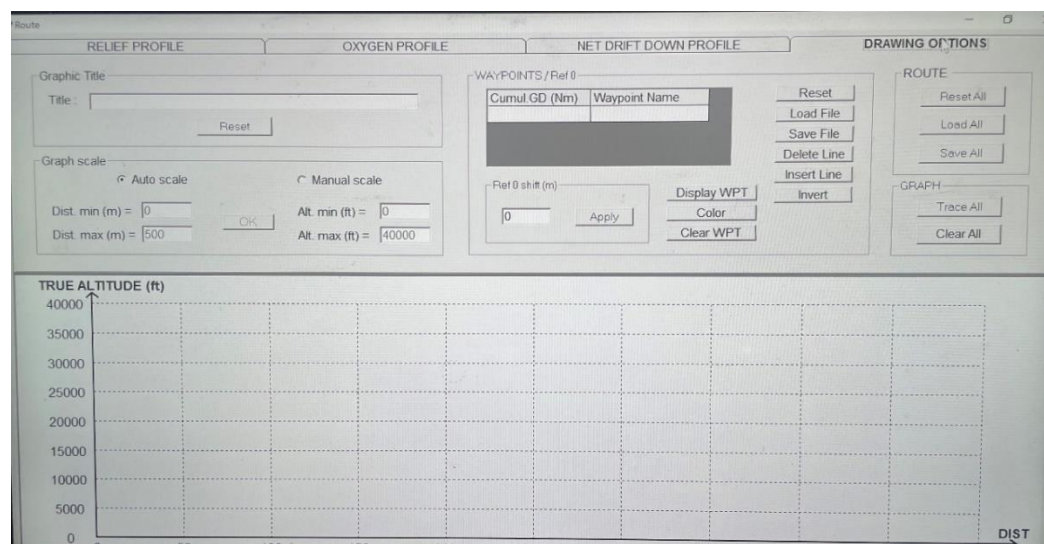 Route
RELIEF PROFILE
OXYGEN PROFILE
NET DRIFT DOWN PROFILE
DRAWING OPTIONS
Graphic Title
Title :
Reset
Graph scale
Auto scale
Manual scale
Dist. min (m) = 0
Dist. max (m) = 500
OK
Alt. min (ft) = 0
Alt. max (ft) = 40000
WAYPOINTS / Ref 0
Cumul.GD (Nm) Waypoint Name
Reset
Load File
Save File
Delete Line
Insert Line
Invert
Ref 0 shift (m)
0
Apply
Display WPT
Color
Clear WPT
ROUTE
Reset All
Load All
Save All
GRAPH
Trace All
Clear All
TRUE ALTITUDE (ft)
40000
35000
30000
25000
20000
15000
10000
5000
0
DIST